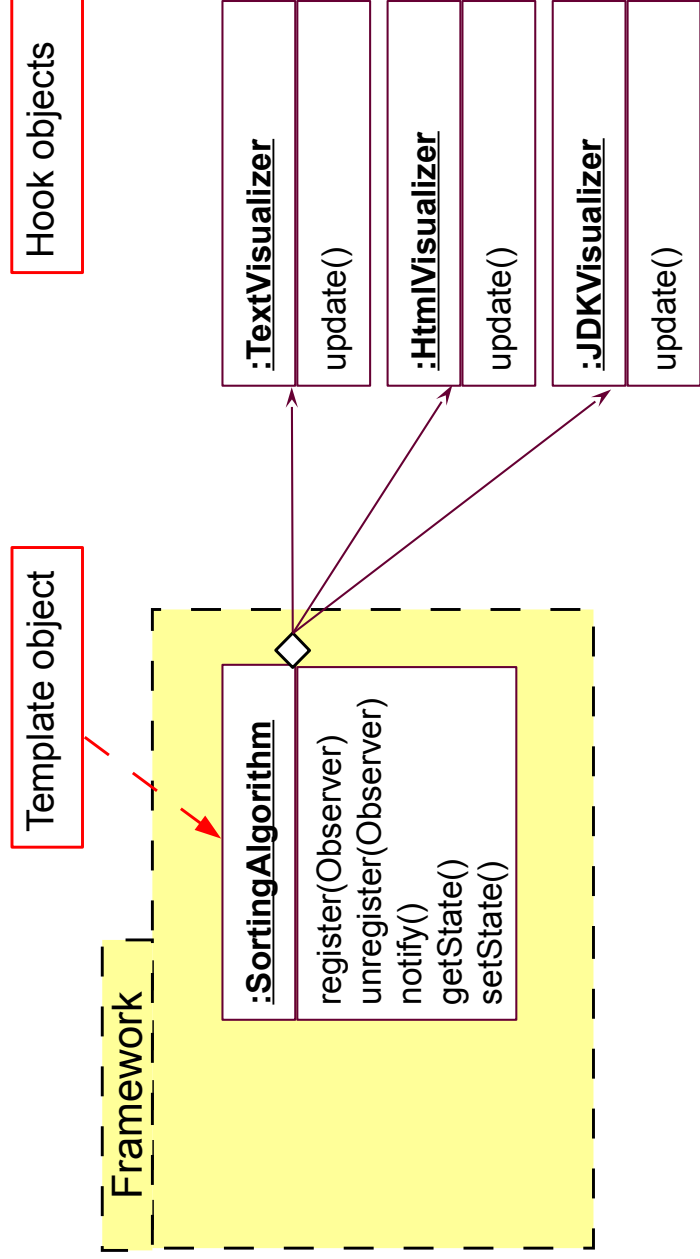 Template object
Hook objects
Framework
:SortingAlgorithm
register(Observer)
unregister(Observer)
notify()
getState()
setState()
:TextVisualizer
update()
:HtmlVisualizer
update()
:JDKVisualizer
update()